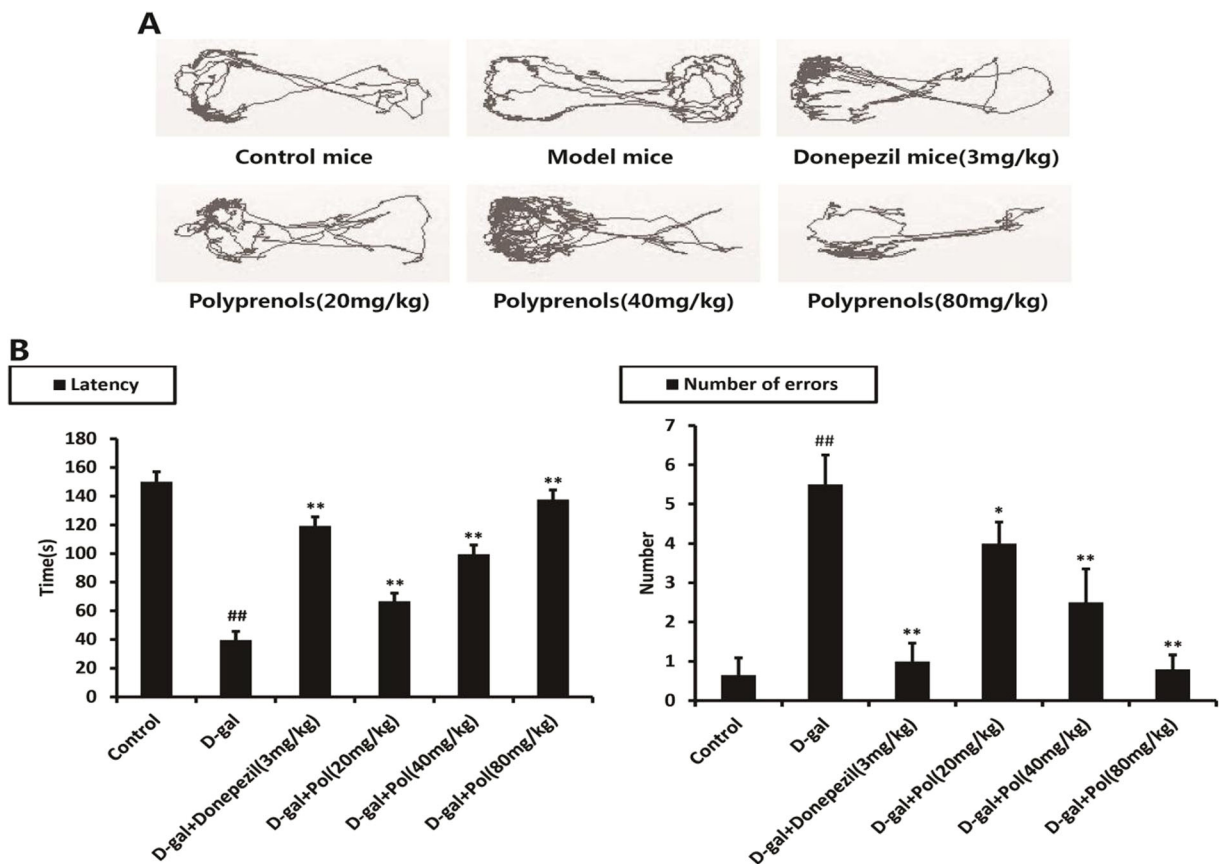 A
Control mice
Model mice
Donepezil mice(3mg/kg)
Polyprenols(20mg/kg)
Polyprenols(40mg/kg)
Polyprenols(80mg/kg)
B
Latency
Time(s)
180
160
140
120
100
80
60
40
20
0
##
**
**
**
**
Control
D-gal
D-gal+Donepezil(3mg/kg)
D-gal+Pol(20mg/kg)
D-gal+Pol(40mg/kg)
D-gal+Pol(80mg/kg)
Number of errors
Number
7
6
5
4
3
2
1
0
##
**
*
**
**
Control
D-gal
D-gal+Donepezil(3mg/kg)
D-gal+Pol(20mg/kg)
D-gal+Pol(40mg/kg)
D-gal+Pol(80mg/kg)